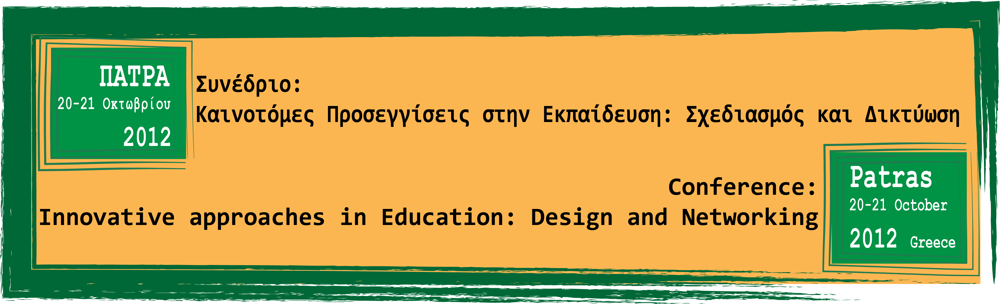 ΠΑΤΡΑ
20-21 Οκτωβρίου
2012
Συνέδριο:
Καινοτόμες Προσεγγίσεις στην Εκπαίδευση: Σχεδιασμός και Δικτύωση
Conference:
Innovative approaches in Education: Design and Networking
Patras
20-21 October
2012 Greece